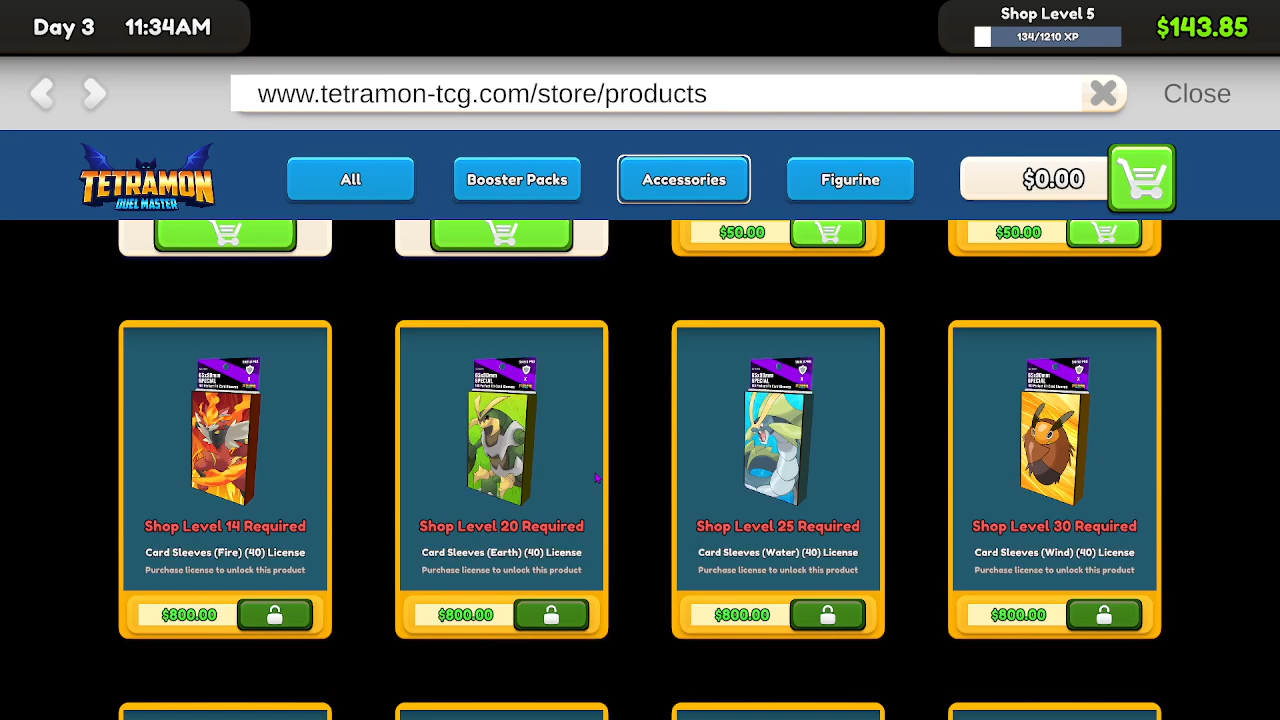 Day 3 11:34AM
Shop Level 5
134/1210 XP
$143.85
www.tetramon-tcg.com/store/products
Close
TETRAMON
DUEL MASTER
All
Booster Packs
Accessories
Figurine
$0.00
$50.00
$50.00
Shop Level 14 Required
Card Sleeves (Fire) (40) License
Purchase license to unlock this product
$800.00
Shop Level 20 Required
Card Sleeves (Earth) (40) License
Purchase license to unlock this product
$800.00
Shop Level 25 Required
Card Sleeves (Water) (40) License
Purchase license to unlock this product
$800.00
Shop Level 30 Required
Card Sleeves (Wind) (40) License
Purchase license to unlock this product
$800.00